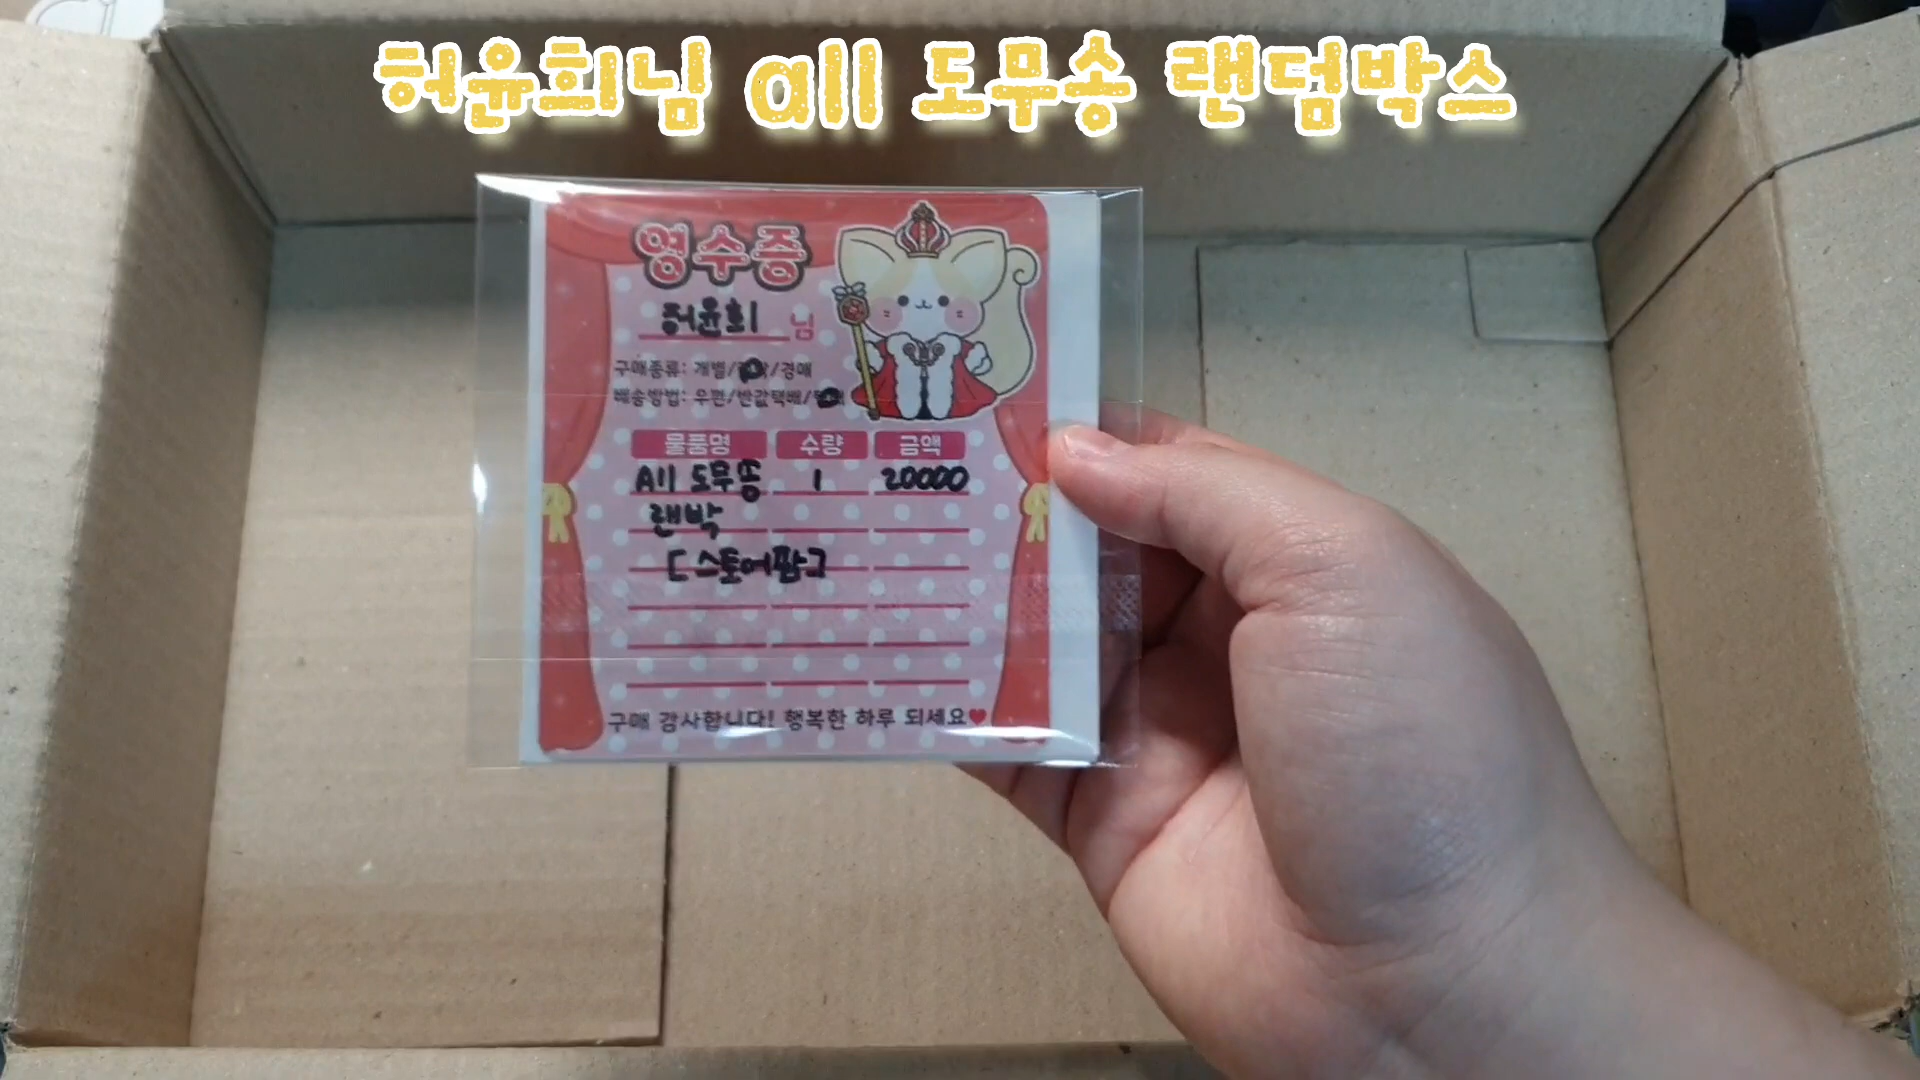 허윤희님 all 도무송 랜덤박스
영수증
허윤희 님
구매종류: 개별/ /경매
배송방법: 우편/반값택배/
물품명 수량 금액
All 도무송 1 20000
랜박
[스토어팜]
구매 감사합니다! 행복한 하루 되세요♥